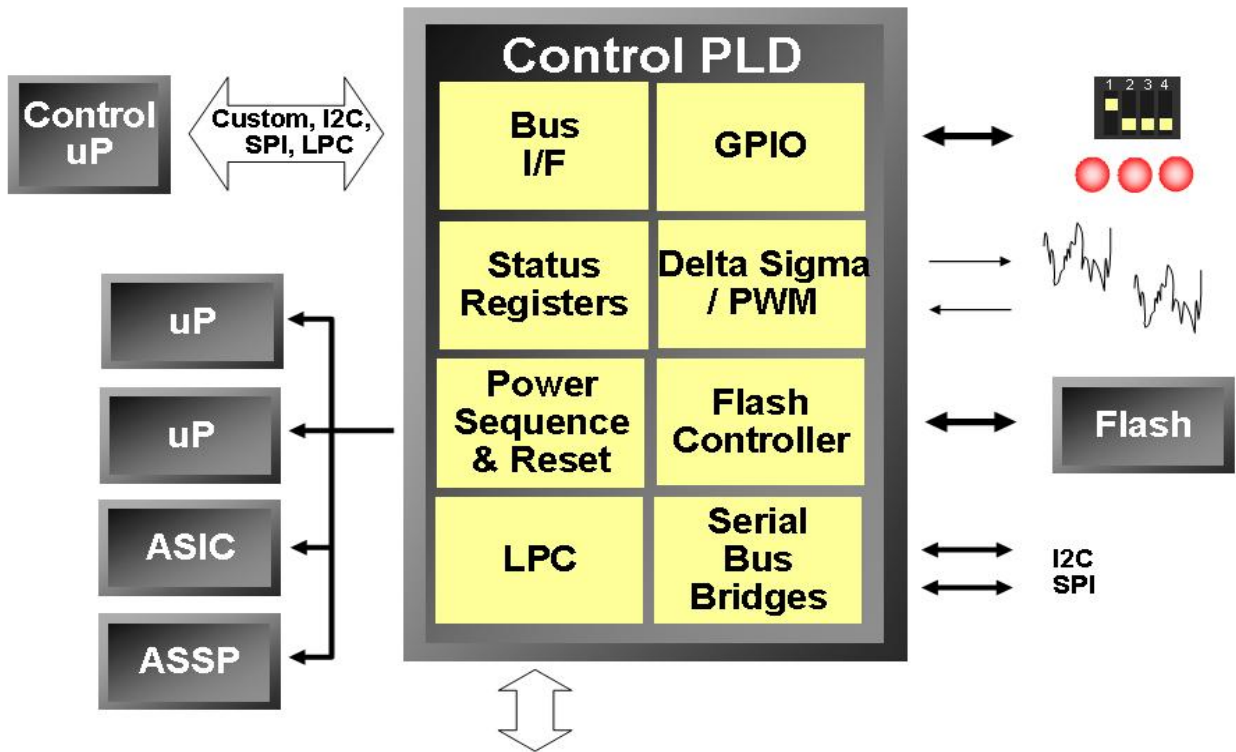 Control PLD
Control
uP
Custom, I2C,
SPI, LPC
Bus
I/F
GPIO
1 2 3 4
Status
Registers
Delta Sigma
/ PWM
uP
uP
ASIC
ASSP
Power
Sequence
& Reset
Flash
Controller
Flash
LPC
Serial
Bus
Bridges
I2C
SPI